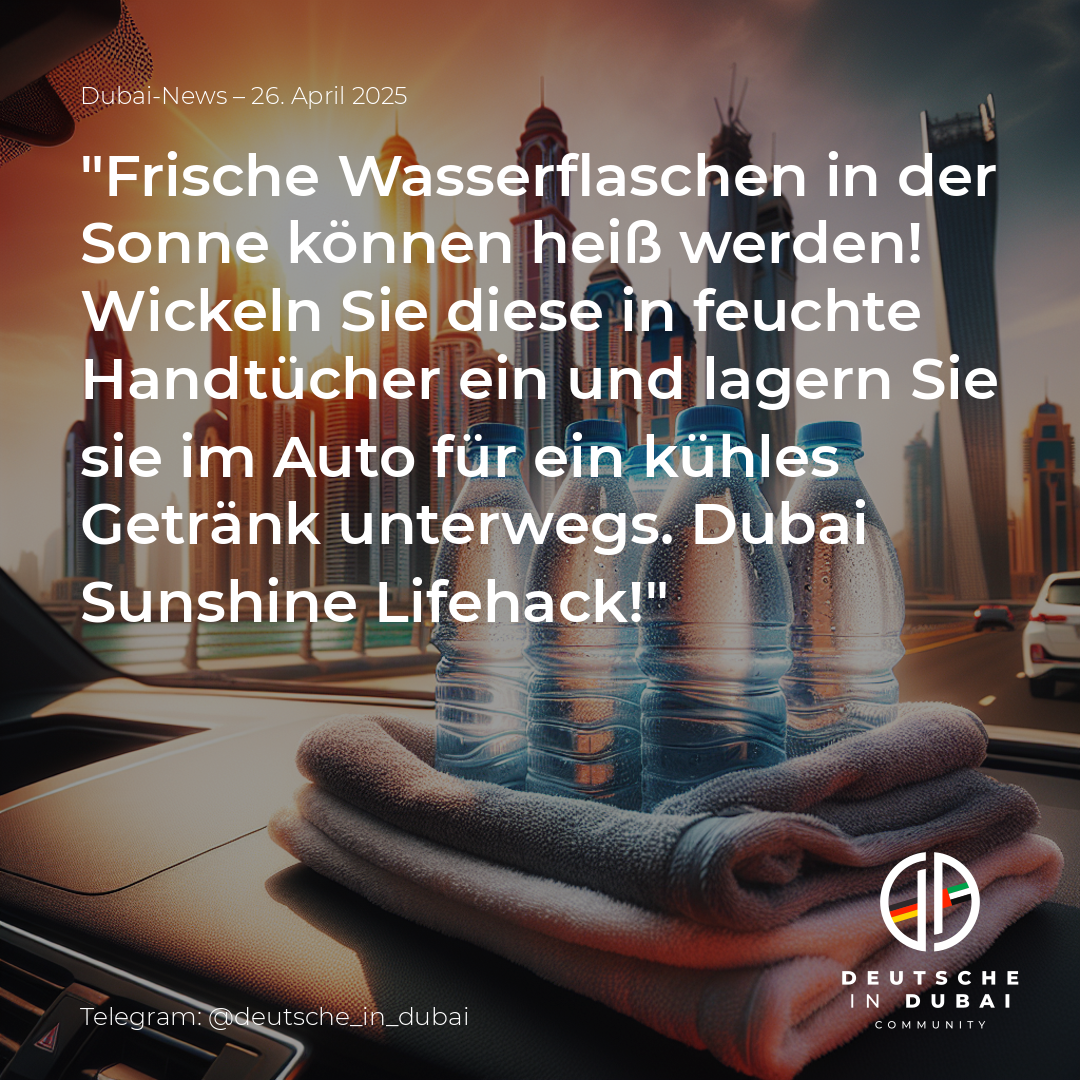 Dubai-News – 26. April 2025
"Frische Wasserflaschen in der
Sonne können heiß werden!
Wickeln Sie diese in feuchte
Handtücher ein und lagern Sie
sie im Auto für ein kühles
Getränk unterwegs. Dubai
Sunshine Lifehack!"
DEUTSCHE
IN DUBAI
COMMUNITY
Telegram: @deutsche_in_dubai